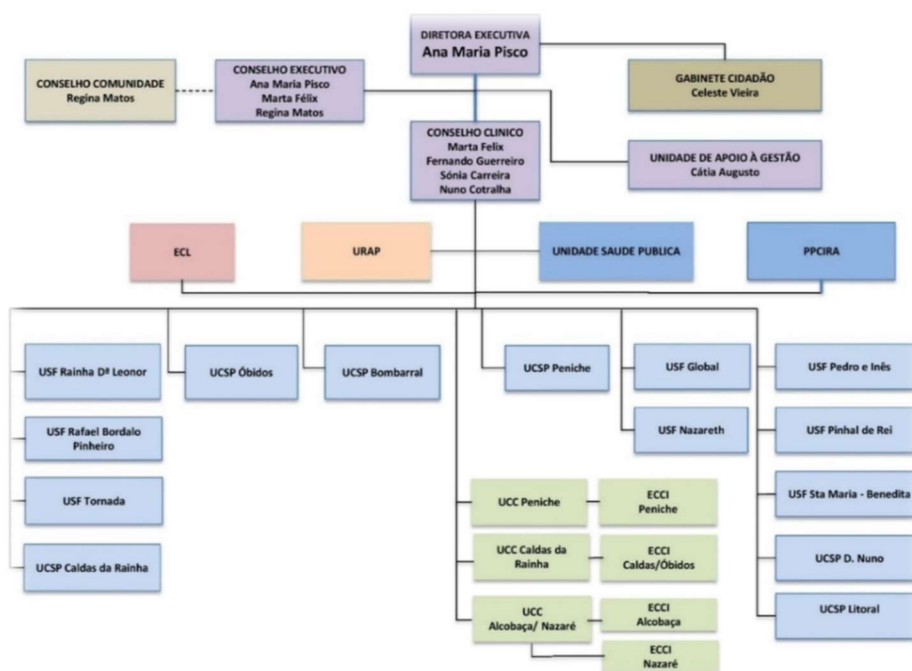 DIRETORA EXECUTIVA
Ana Maria Pisco
CONSELHO COMUNIDADE
Regina Matos
CONSELHO EXECUTIVO
Ana Maria Pisco
Marta Félix
Regina Matos
GABINETE CIDADÃO
Celeste Vieira
CONSELHO CLINICO
Marta Felix
Fernando Guerreiro
Sónia Carreira
Nuno Cotralha
UNIDADE DE APOIO À GESTÃO
Cátia Augusto
ECL
URAP
UNIDADE SAUDE PUBLICA
PPCIRA
USF Rainha Dª Leonor
UCSP Óbidos
UCSP Bombarral
UCSP Peniche
USF Global
USF Pedro e Inês
USF Rafael Bordalo
Pinheiro
USF Nazareth
USF Pinhal de Rei
USF Tornada
UCC Peniche
ECCI
Peniche
USF Sta Maria - Benedita
UCSP Caldas da Rainha
UCC Caldas da
Rainha
ECCI
Caldas/Óbidos
UCSP D. Nuno
UCC
Alcobaça/ Nazaré
ECCI
Alcobaça
UCSP Litoral
ECCI
Nazaré